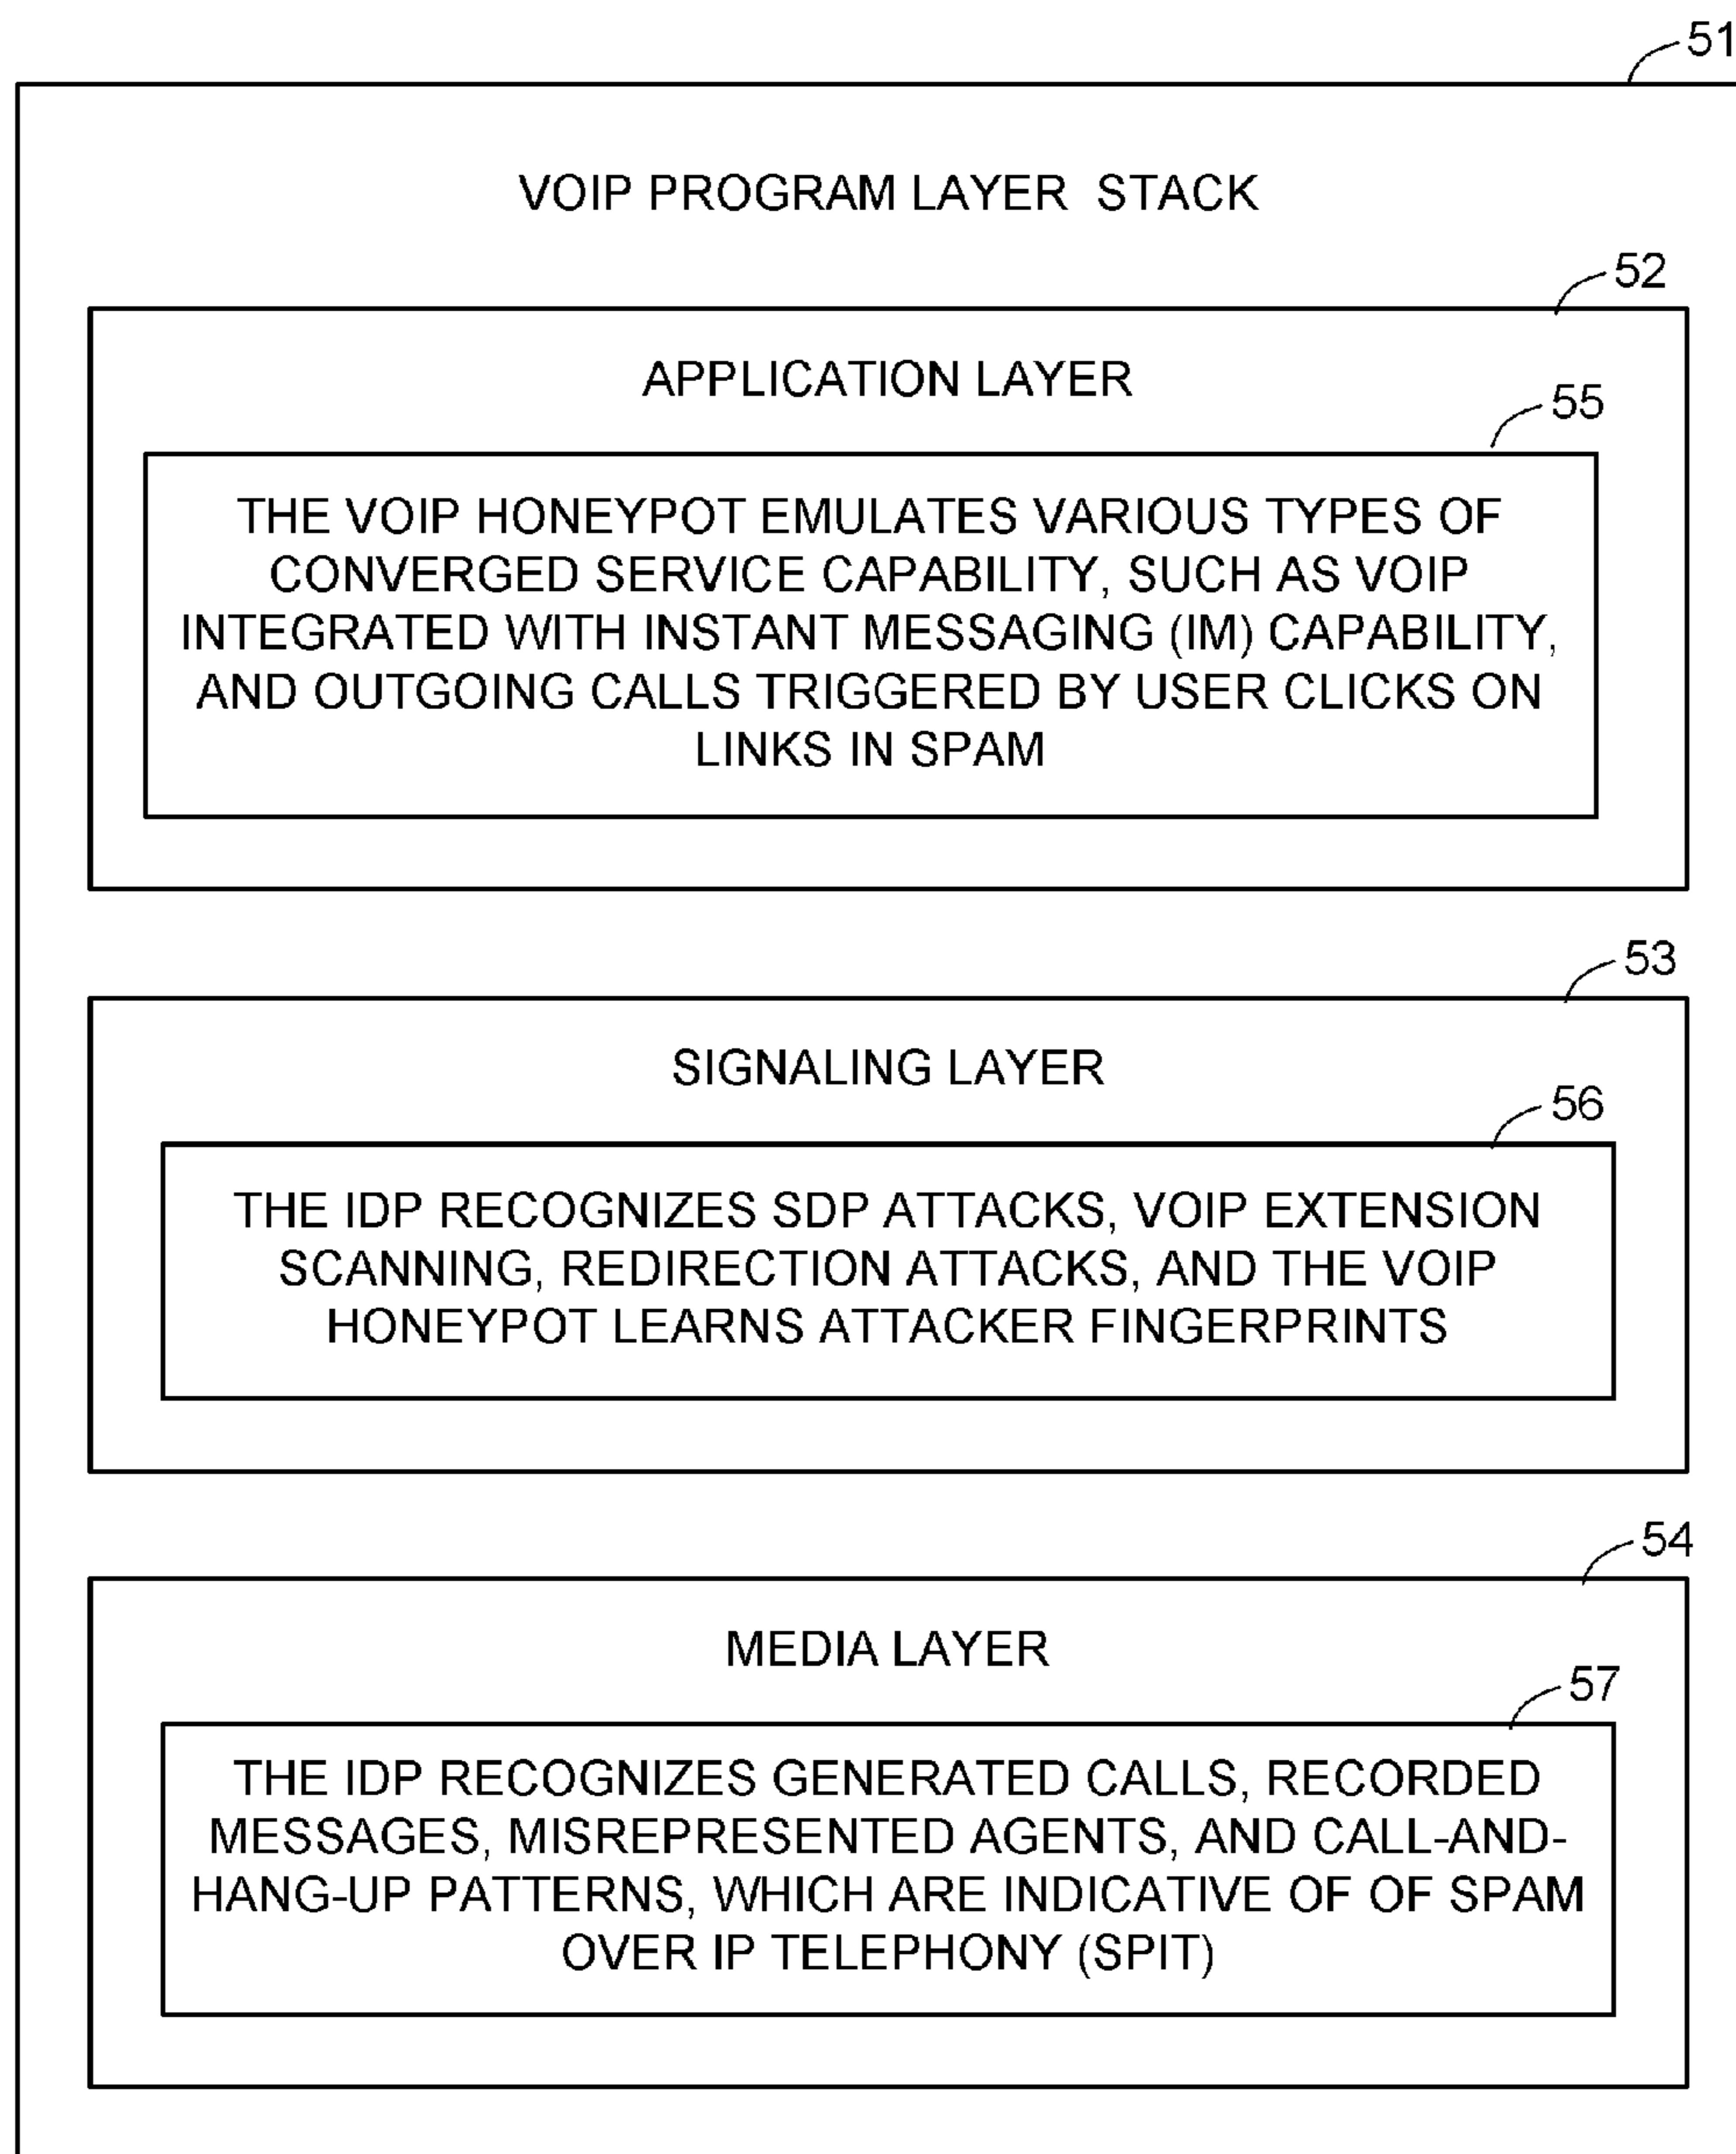 51
VOIP PROGRAM LAYER STACK
52
APPLICATION LAYER
55
THE VOIP HONEYPOT EMULATES VARIOUS TYPES OF
CONVERGED SERVICE CAPABILITY, SUCH AS VOIP
INTEGRATED WITH INSTANT MESSAGING (IM) CAPABILITY,
AND OUTGOING CALLS TRIGGERED BY USER CLICKS ON
LINKS IN SPAM
53
SIGNALING LAYER
56
THE IDP RECOGNIZES SDP ATTACKS, VOIP EXTENSION
SCANNING, REDIRECTION ATTACKS, AND THE VOIP
HONEYPOT LEARNS ATTACKER FINGERPRINTS
54
MEDIA LAYER
57
THE IDP RECOGNIZES GENERATED CALLS, RECORDED
MESSAGES, MISREPRESENTED AGENTS, AND CALL-AND-
HANG-UP PATTERNS, WHICH ARE INDICATIVE OF OF SPAM
OVER IP TELEPHONY (SPIT)